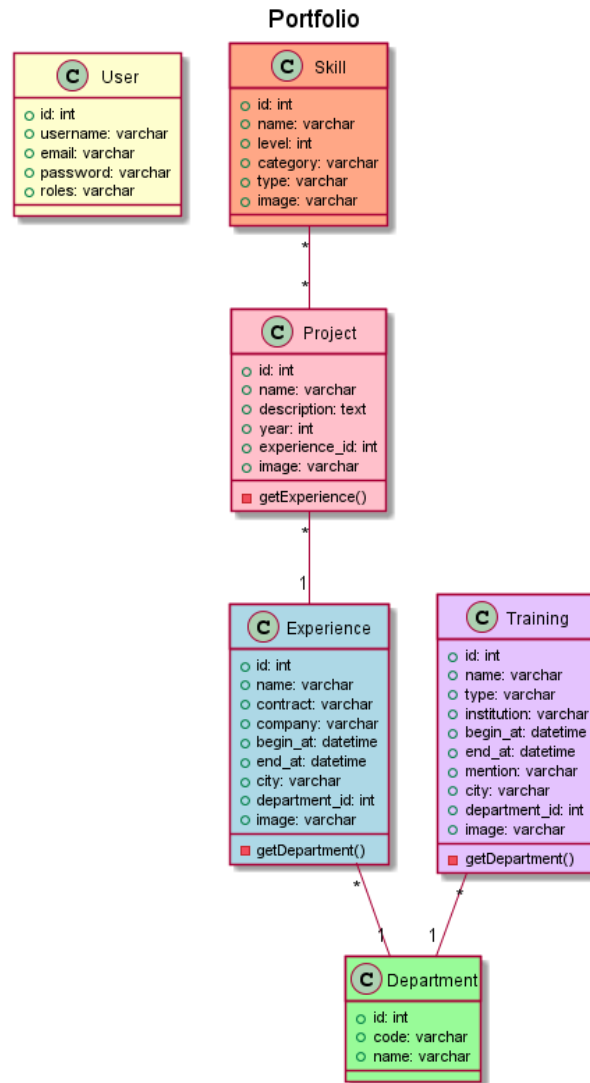 Portfolio
C User
id: int
username: varchar
email: varchar
password: varchar
roles: varchar
C Skill
id: int
name: varchar
level: int
category: varchar
type: varchar
image: varchar
*
*
C Project
id: int
name: varchar
description: text
year: int
experience_id: int
image: varchar
getExperience()
*
1
C Experience
id: int
name: varchar
contract: varchar
company: varchar
begin_at: datetime
end_at: datetime
city: varchar
department_id: int
image: varchar
getDepartment()
C Training
id: int
name: varchar
type: varchar
institution: varchar
begin_at: datetime
end_at: datetime
mention: varchar
city: varchar
department_id: int
image: varchar
getDepartment()
*
1
*
1
C Department
id: int
code: varchar
name: varchar